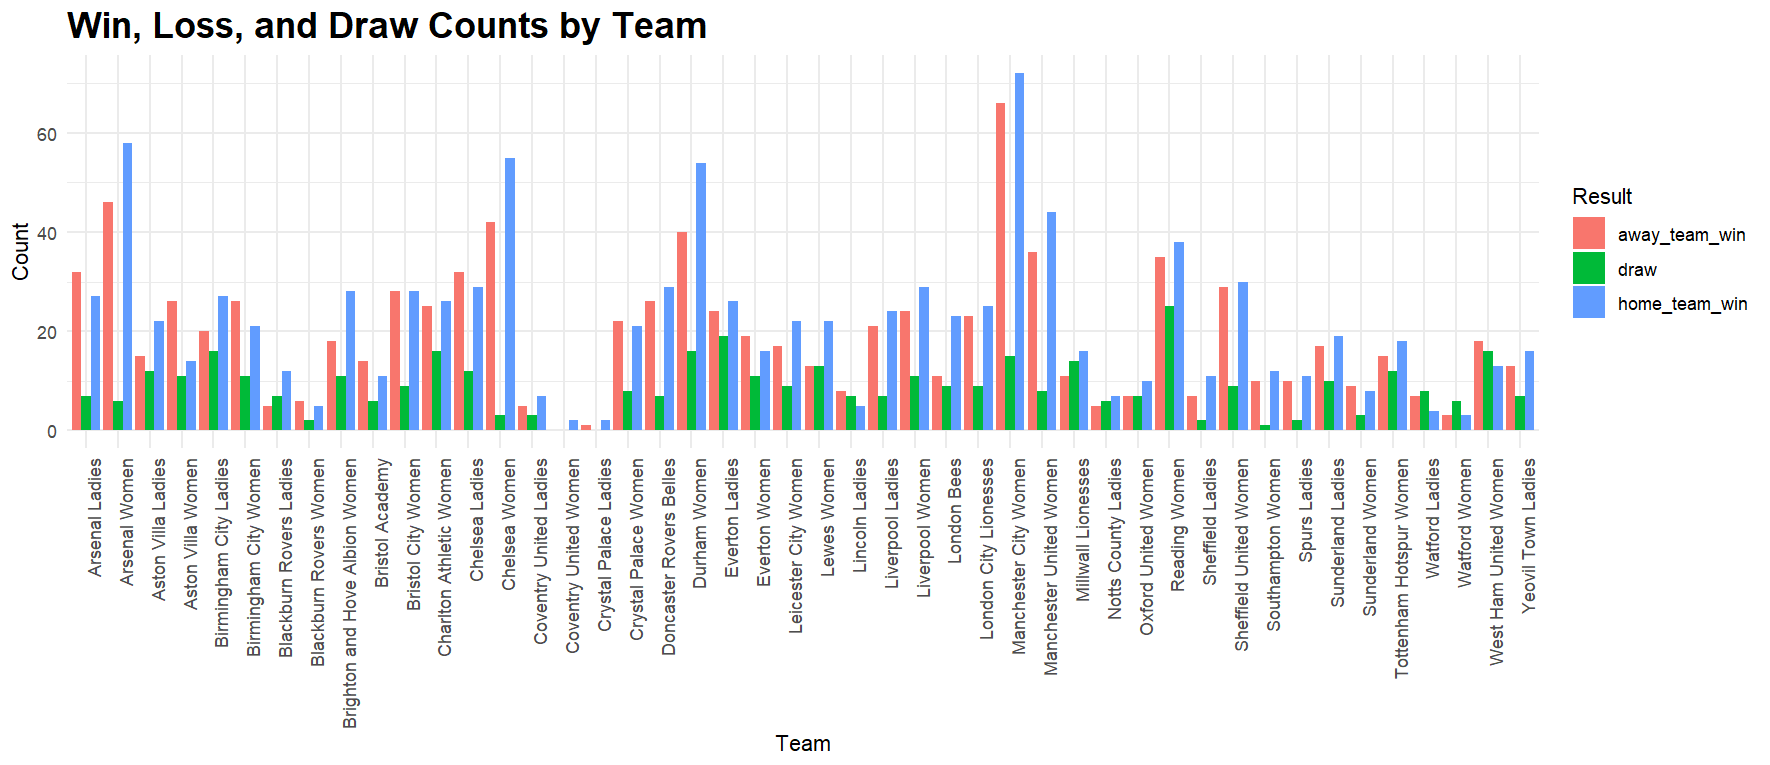 Win, Loss, and Draw Counts by Team
Count
60
40
20
0
Arsenal Ladies
Arsenal Women
Aston Villa Ladies
Aston Villa Women
Birmingham City Ladies
Birmingham City Women
Blackburn Rovers Ladies
Blackburn Rovers Women
Brighton and Hove Albion Women
Bristol Academy
Bristol City Women
Charlton Athletic Women
Chelsea Ladies
Chelsea Women
Coventry United Ladies
Coventry United Women
Crystal Palace Ladies
Crystal Palace Women
Doncaster Rovers Belles
Durham Women
Everton Ladies
Everton Women
Leicester City Women
Lewes Women
Lincoln Ladies
Liverpool Ladies
Liverpool Women
London Bees
London City Lionesses
Manchester City Women
Manchester United Women
Millwall Lionesses
Notts County Ladies
Oxford United Women
Reading Women
Sheffield Ladies
Sheffield United Women
Southampton Women
Spurs Ladies
Sunderland Ladies
Sunderland Women
Tottenham Hotspur Women
Watford Ladies
Watford Women
West Ham United Women
Yeovil Town Ladies
Team
Result
away_team_win
draw
home_team_win